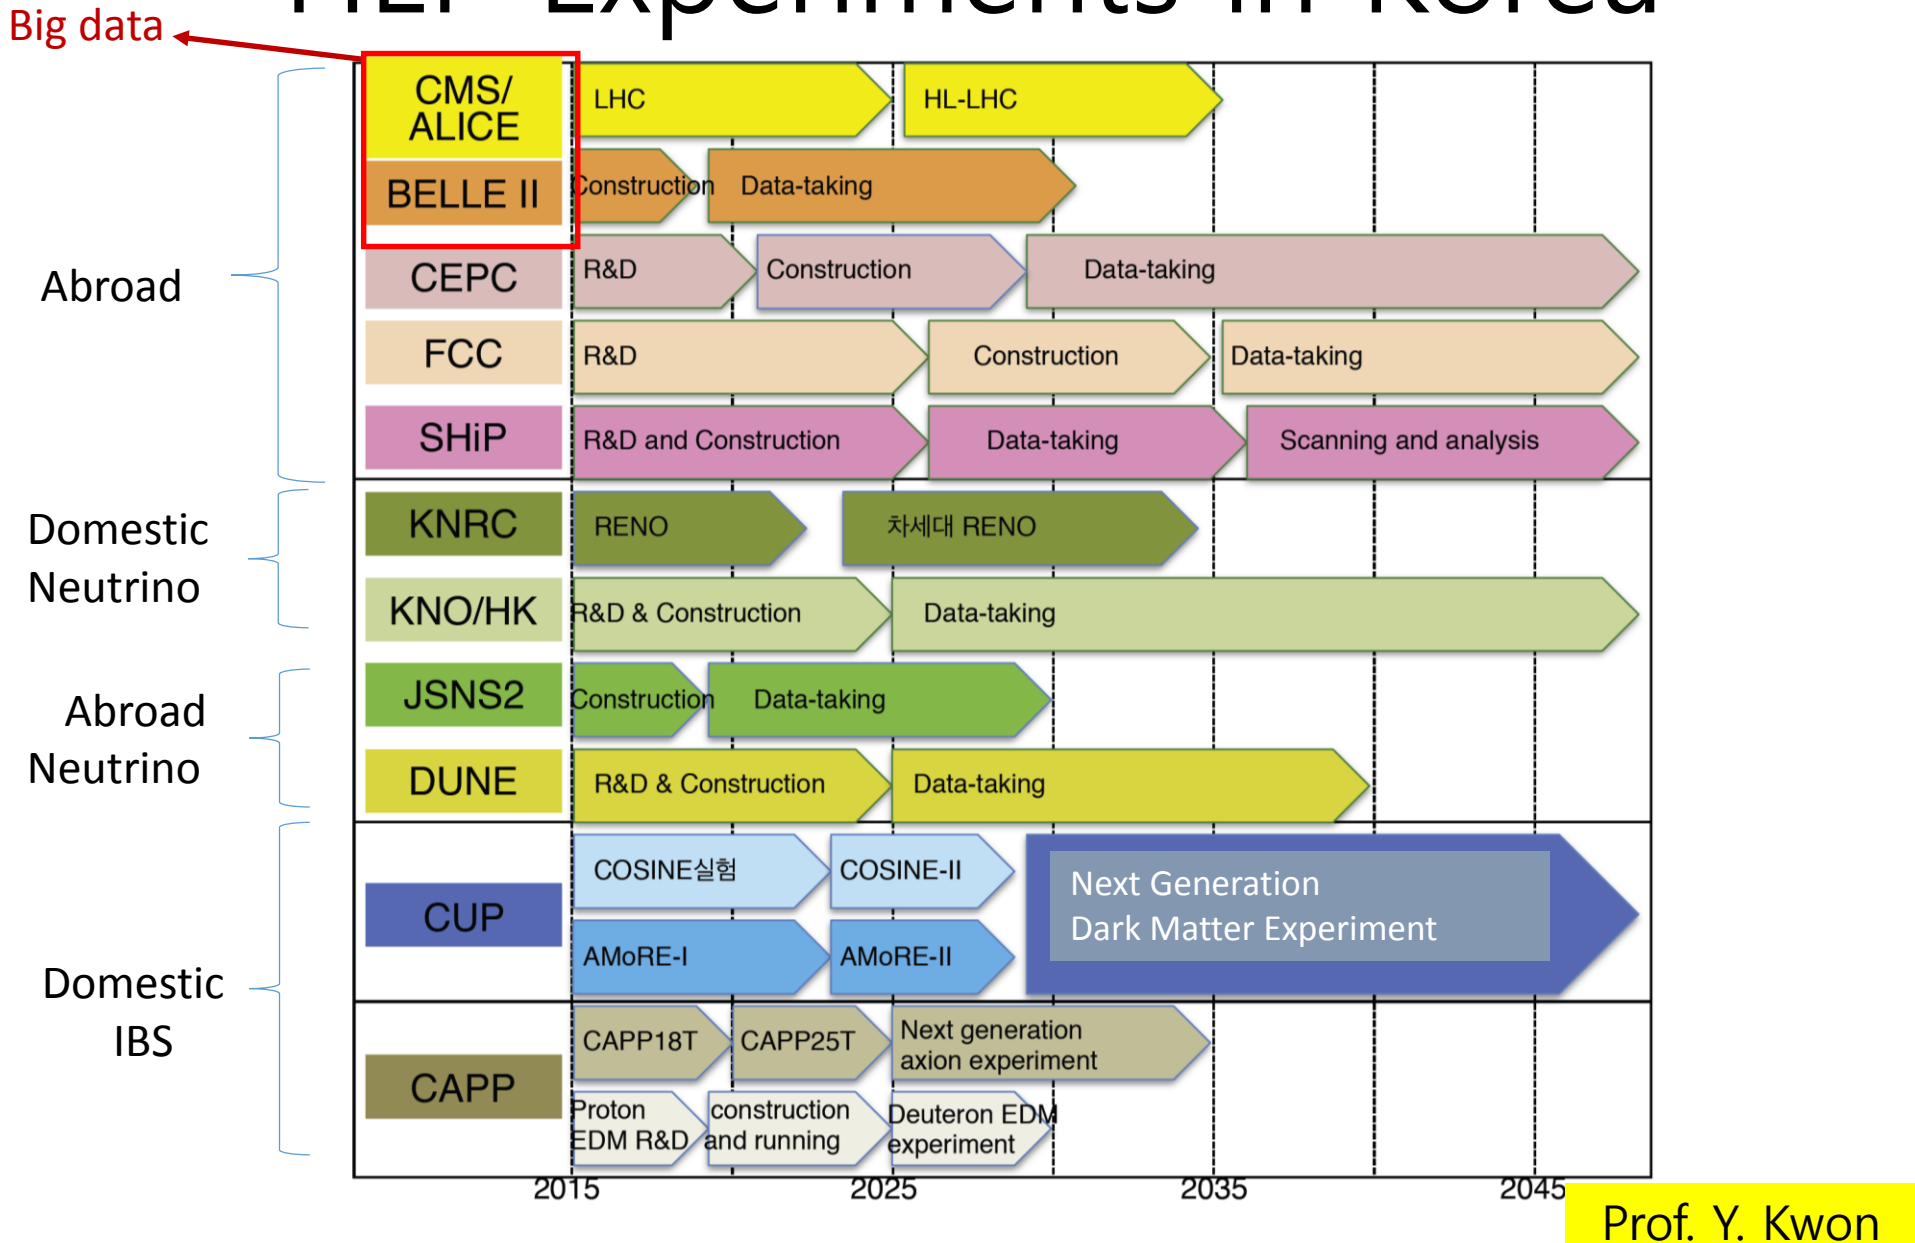 HEP Experiments in Korea
Big data
CMS/
ALICE
LHC
HL-LHC
BELLE II
Construction
Data-taking
Abroad
CEPC
R&D
Construction
Data-taking
FCC
R&D
Construction
Data-taking
SHiP
R&D and Construction
Data-taking
Scanning and analysis
Domestic
Neutrino
KNRC
RENO
차세대 RENO
KNO/HK
R&D & Construction
Data-taking
Abroad
Neutrino
JSNS2
Construction
Data-taking
DUNE
R&D & Construction
Data-taking
Domestic
IBS
CUP
COSINE실험
COSINE-II
AMoRE-I
AMoRE-II
Next Generation
Dark Matter Experiment
CAPP
CAPP18T
CAPP25T
Next generation
axion experiment
Proton
EDM R&D
construction
and running
Deuteron EDM
experiment
2015
2025
2035
2045
Prof. Y. Kwon